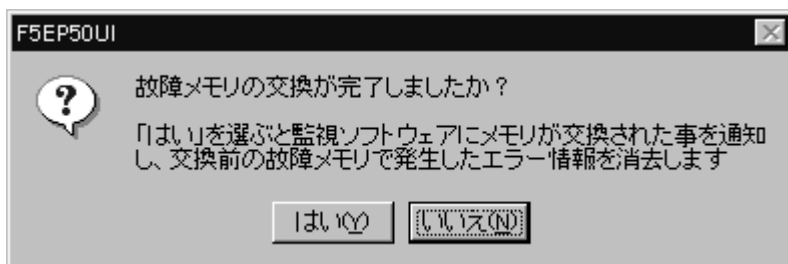 F5EP50UI
故障メモリの交換が完了しましたか？
「はい」を選ぶと監視ソフトウェアにメモリが交換された事を通知
し、交換前の故障メモリで発生したエラー情報を消去します
はい(Y) いいえ(N)